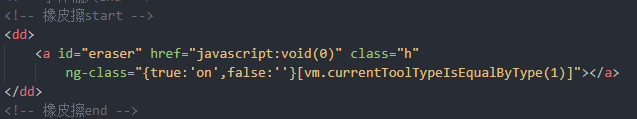 <!-- 橡皮擦start -->
<dd>
<a id="eraser" href="javascript:void(0)" class="h"
ng-class="{true:'on',false:''}[vm.currentToolTypeIsEqualByType(1)]"></a>
</dd>
<!-- 橡皮擦end -->